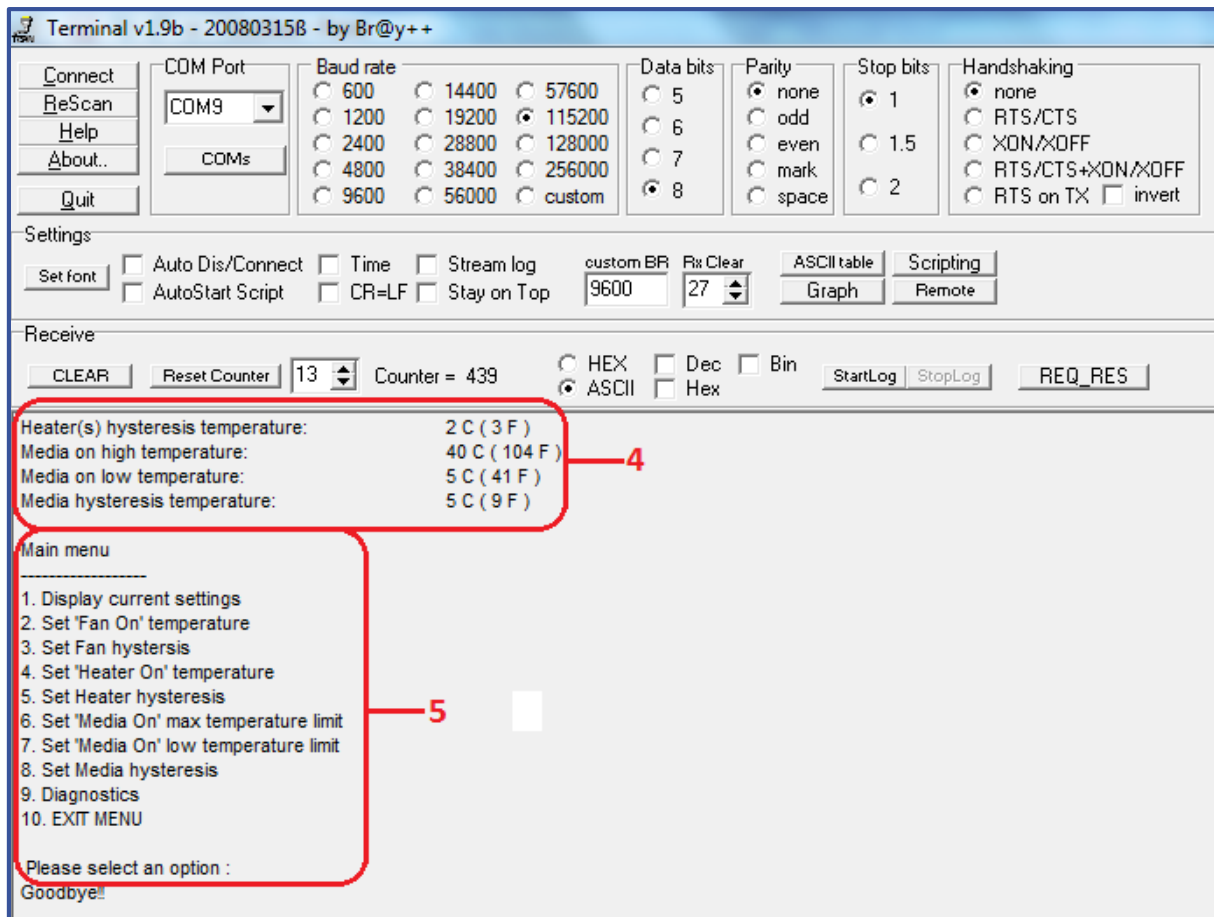 Terminal v1.9b - 20080315ß - by Br@y++
Connect
ReScan
Help
About..
Quit
COM Port
COM9
COMs
Baud rate
600 14400 57600
1200 19200 115200
2400 28800 128000
4800 38400 256000
9600 56000 custom
Data bits
5
6
7
8
Parity
none
odd
even
mark
space
Stop bits
1
1.5
2
Handshaking
none
RTS/CTS
XON/XOFF
RTS/CTS+XON/XOFF
RTS on TX invert
Settings
Set font
Auto Dis/Connect Time Stream log
AutoStart Script CR=LF Stay on Top
custom BR Rx Clear
9600 27
ASCII table Scripting
Graph Remote
Receive
CLEAR Reset Counter 13 Counter = 439
HEX Dec Bin
ASCII Hex
StartLog StopLog REQ_RES
Heater(s) hysteresis temperature: 2 C ( 3 F )
Media on high temperature: 40 C ( 104 F )
Media on low temperature: 5 C ( 41 F )
Media hysteresis temperature: 5 C ( 9 F )
4
Main menu
------------------
1. Display current settings
2. Set 'Fan On' temperature
3. Set Fan hystersis
4. Set 'Heater On' temperature
5. Set Heater hysteresis
6. Set 'Media On' max temperature limit
7. Set 'Media On' low temperature limit
8. Set Media hysteresis
9. Diagnostics
10. EXIT MENU
5
Please select an option :
Goodbye!!